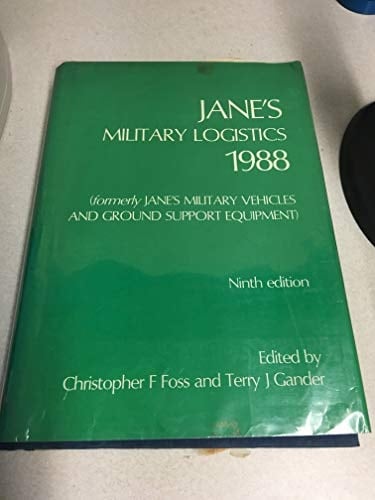 JANE'S
MILITARY LOGISTICS
1988
(formerly JANE'S MILITARY VEHICLES
AND GROUND SUPPORT EQUIPMENT)
Ninth edition
Edited by
Christopher F Foss and Terry J Gander